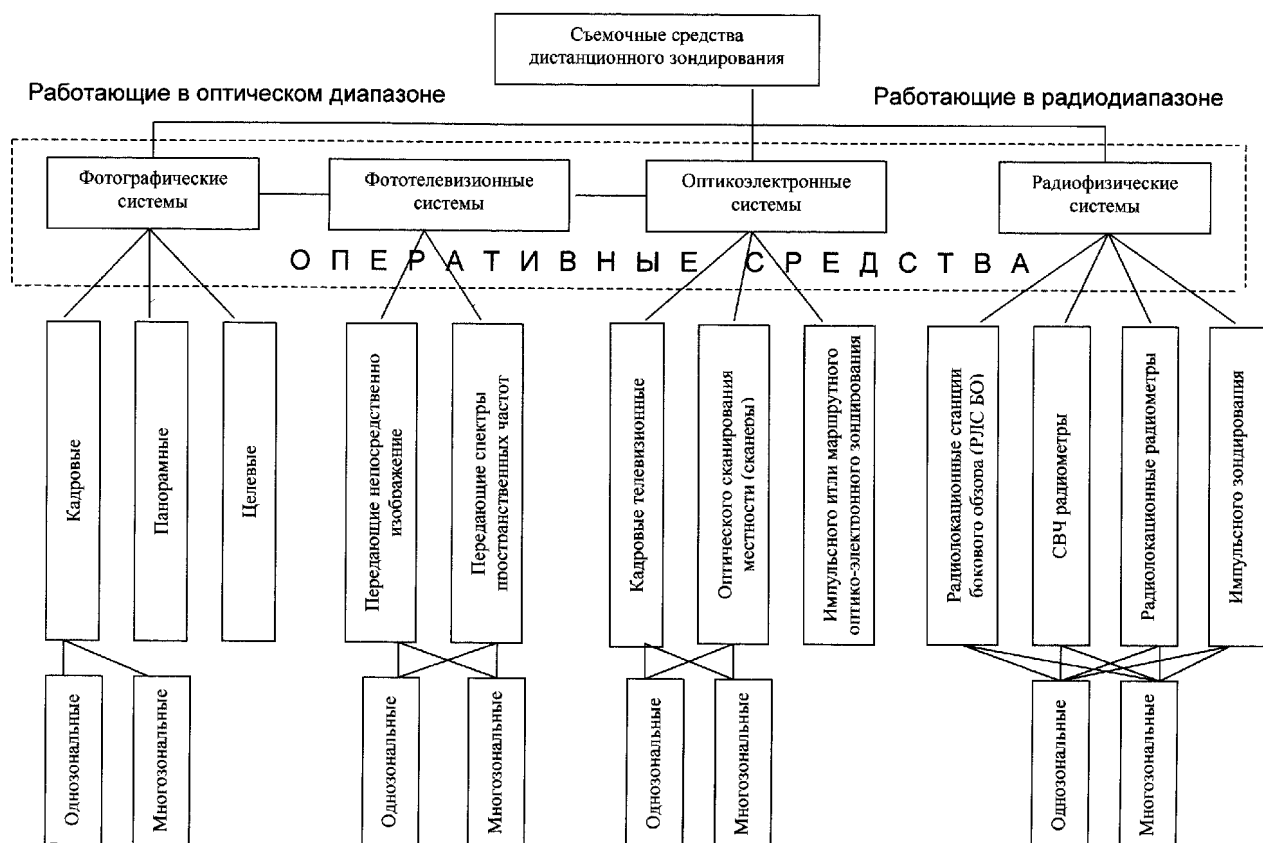 Съемочные средства
дистанционного зондирования
Работающие в оптическом диапазоне
Работающие в радиодиапазоне
Фотографические
системы
Фототелевизионные
системы
Оптикоэлектронные
системы
Радиофизические
системы
ОПЕРАТИВНЫЕ СРЕДСТВА
Кадровые
Панорамные
Целевые
Передающие непосредственно
изображение
Передающие спектры
пространственных частот
Кадровые телевизионные
Оптического сканирования
местности (сканеры)
Импульсного итли маршрутного
оптико-электронного зондирования
Радиолокационные станции
бокового обзора (РЛС БО)
СВЧ радиометры
Радиолокационные радиометры
Импульсного зондирования
Однозональные
Многозональные
Однозональные
Многозональные
Однозональные
Многозональные
Однозональные
Многозональные